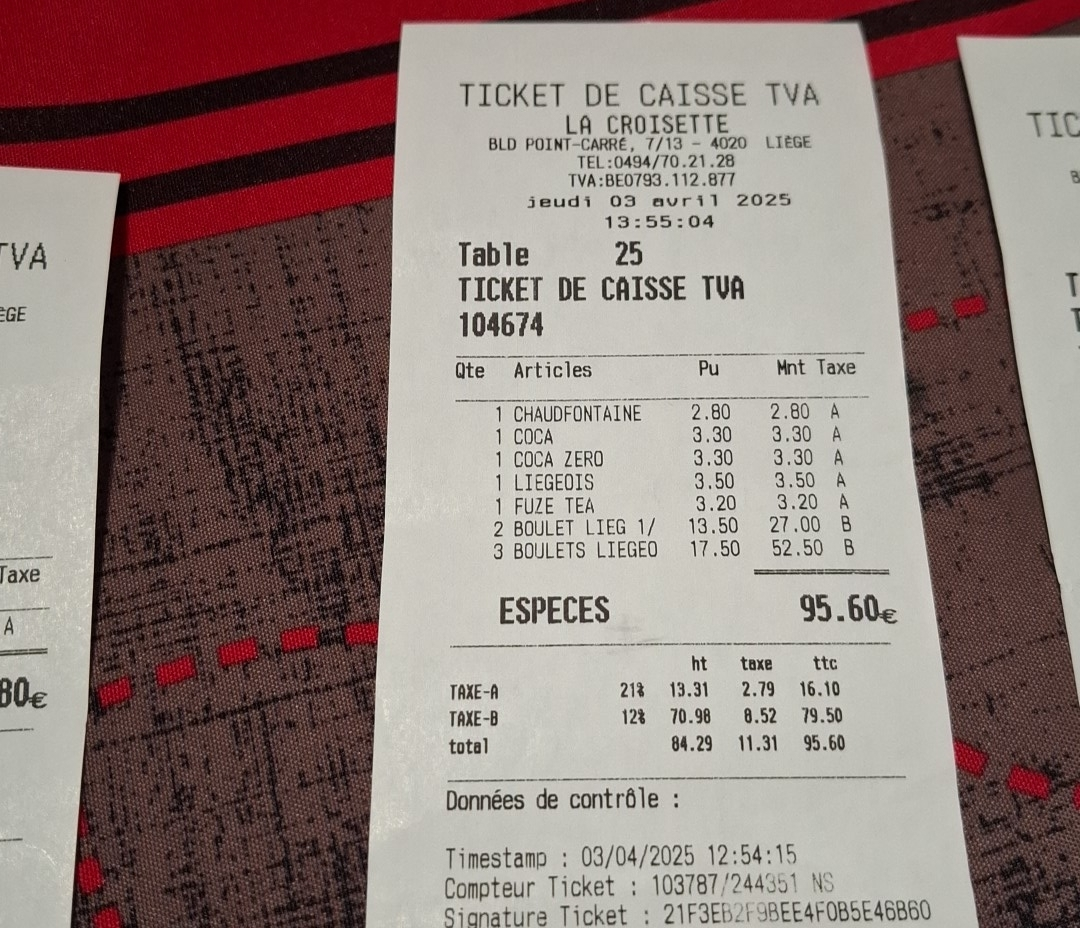 TICKET DE CAISSE TVA
LA CROISETTE
BLD POINT-CARRÉ, 7/13 - 4020 LIÈGE
TEL:0494/70.21.28
TVA:BE0793.112.877
jeudi 03 avril 2025
13:55:04
Table 25
TICKET DE CAISSE TVA
104674
Qte Articles Pu Mnt Taxe
1 CHAUDFONTAINE 2.80 2.80 A
1 COCA 3.30 3.30 A
1 COCA ZERO 3.30 3.30 A
1 LIEGEOIS 3.50 3.50 A
1 FUZE TEA 3.20 3.20 A
2 BOULET LIEG 1/ 13.50 27.00 B
3 BOULETS LIEGEO 17.50 52.50 B
ESPECES 95.60€
ht taxe ttc
TAXE-A 21% 13.31 2.79 16.10
TAXE-B 12% 70.98 8.52 79.50
total 84.29 11.31 95.60
Données de contrôle :
Timestamp : 03/04/2025 12:54:15
Compteur Ticket : 103787/244351 NS
Signature Ticket : 21F3EB2F9BEE4F0B5E46B60
TVA
ÈGE
Taxe
A
80€
TIC